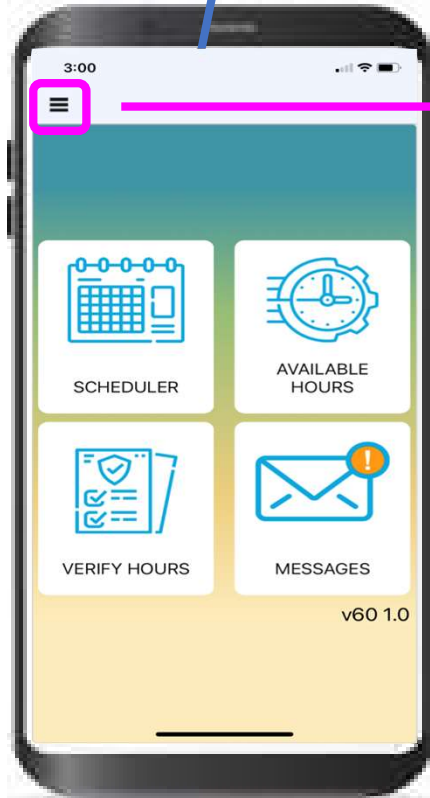 3:00
SCHEDULER
AVAILABLE
HOURS
VERIFY HOURS
MESSAGES
v60 1.0